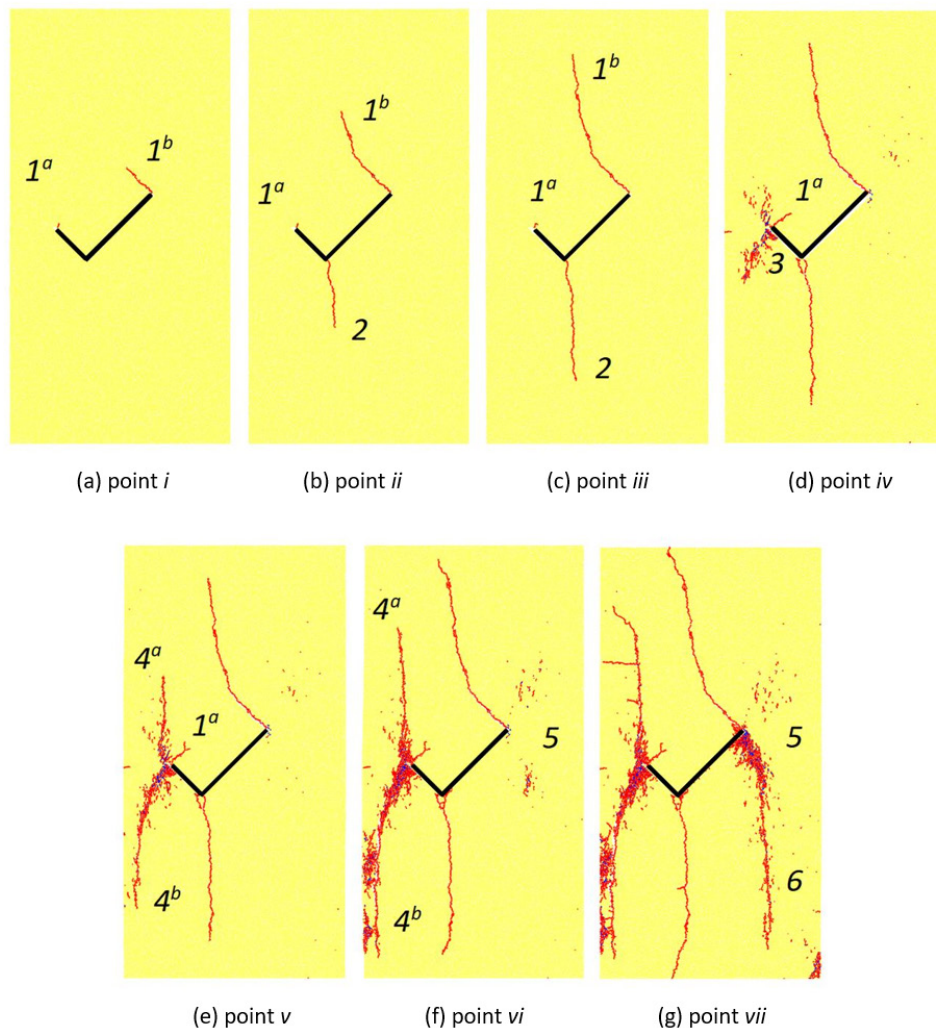 1ᵃ 1ᵇ
1ᵃ 1ᵇ 2
1ᵃ 1ᵇ 2
1ᵃ 3
(a) point i
(b) point ii
(c) point iii
(d) point iv
4ᵃ 1ᵃ 4ᵇ
4ᵃ 5 4ᵇ
5 6
(e) point v
(f) point vi
(g) point vii